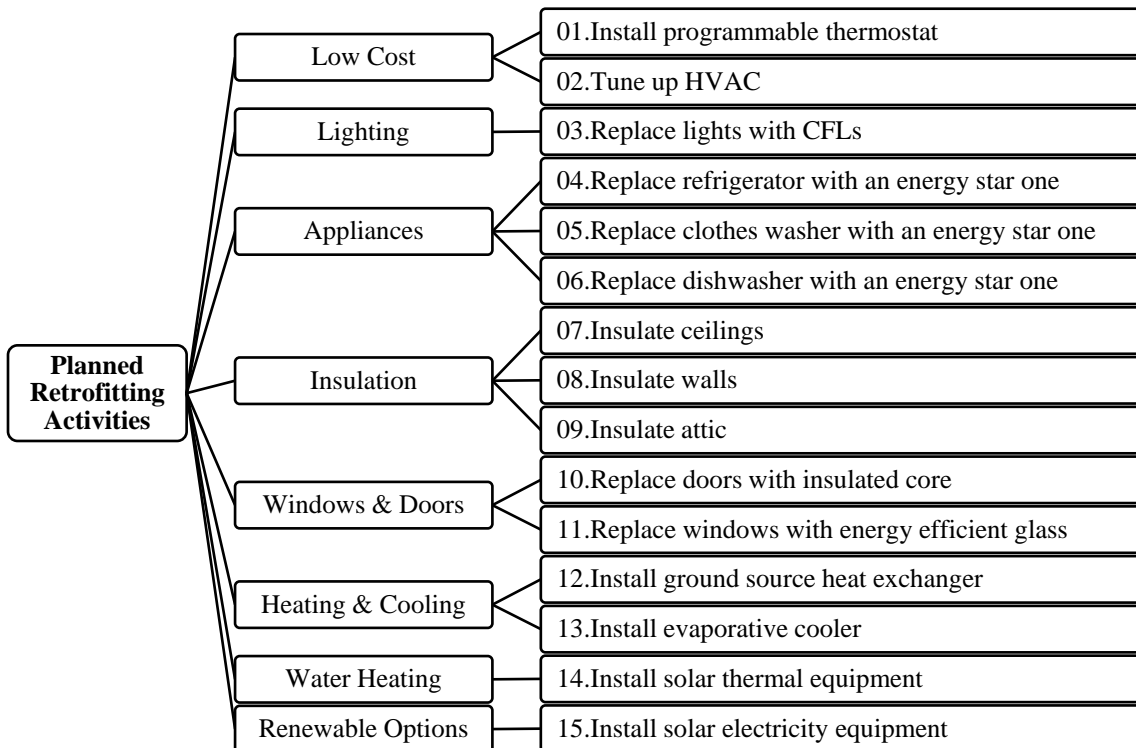 Planned
Retrofitting
Activities
Low Cost
01.Install programmable thermostat
02.Tune up HVAC
Lighting
03.Replace lights with CFLs
Appliances
04.Replace refrigerator with an energy star one
05.Replace clothes washer with an energy star one
06.Replace dishwasher with an energy star one
Insulation
07.Insulate ceilings
08.Insulate walls
09.Insulate attic
Windows & Doors
10.Replace doors with insulated core
11.Replace windows with energy efficient glass
Heating & Cooling
12.Install ground source heat exchanger
13.Install evaporative cooler
Water Heating
14.Install solar thermal equipment
Renewable Options
15.Install solar electricity equipment